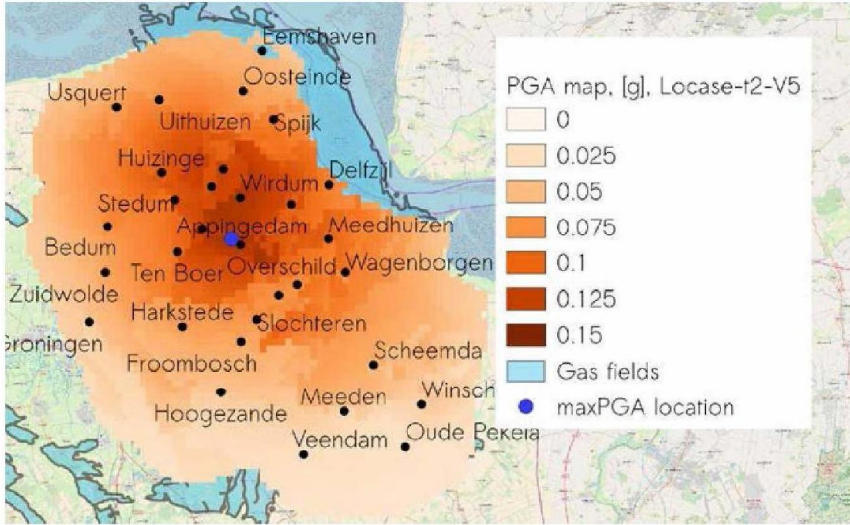 Eemshaven
Oosteinde
Usquert
Uithuizen
Spijk
Huizinge
Delfzijl
Wirdum
Stedum
Appingedam
Meedhuizen
Bedum
Ten Boer
Overschild
Wagenborgen
Zuidwolde
Harkstede
Slochteren
Groningen
Froombosch
Scheemda
Hoogezande
Meeden
Winsch
Veendam
Oude Pekela
PGA map, [g], Locase-t2-V5
0
0.025
0.05
0.075
0.1
0.125
0.15
Gas fields
maxPGA location